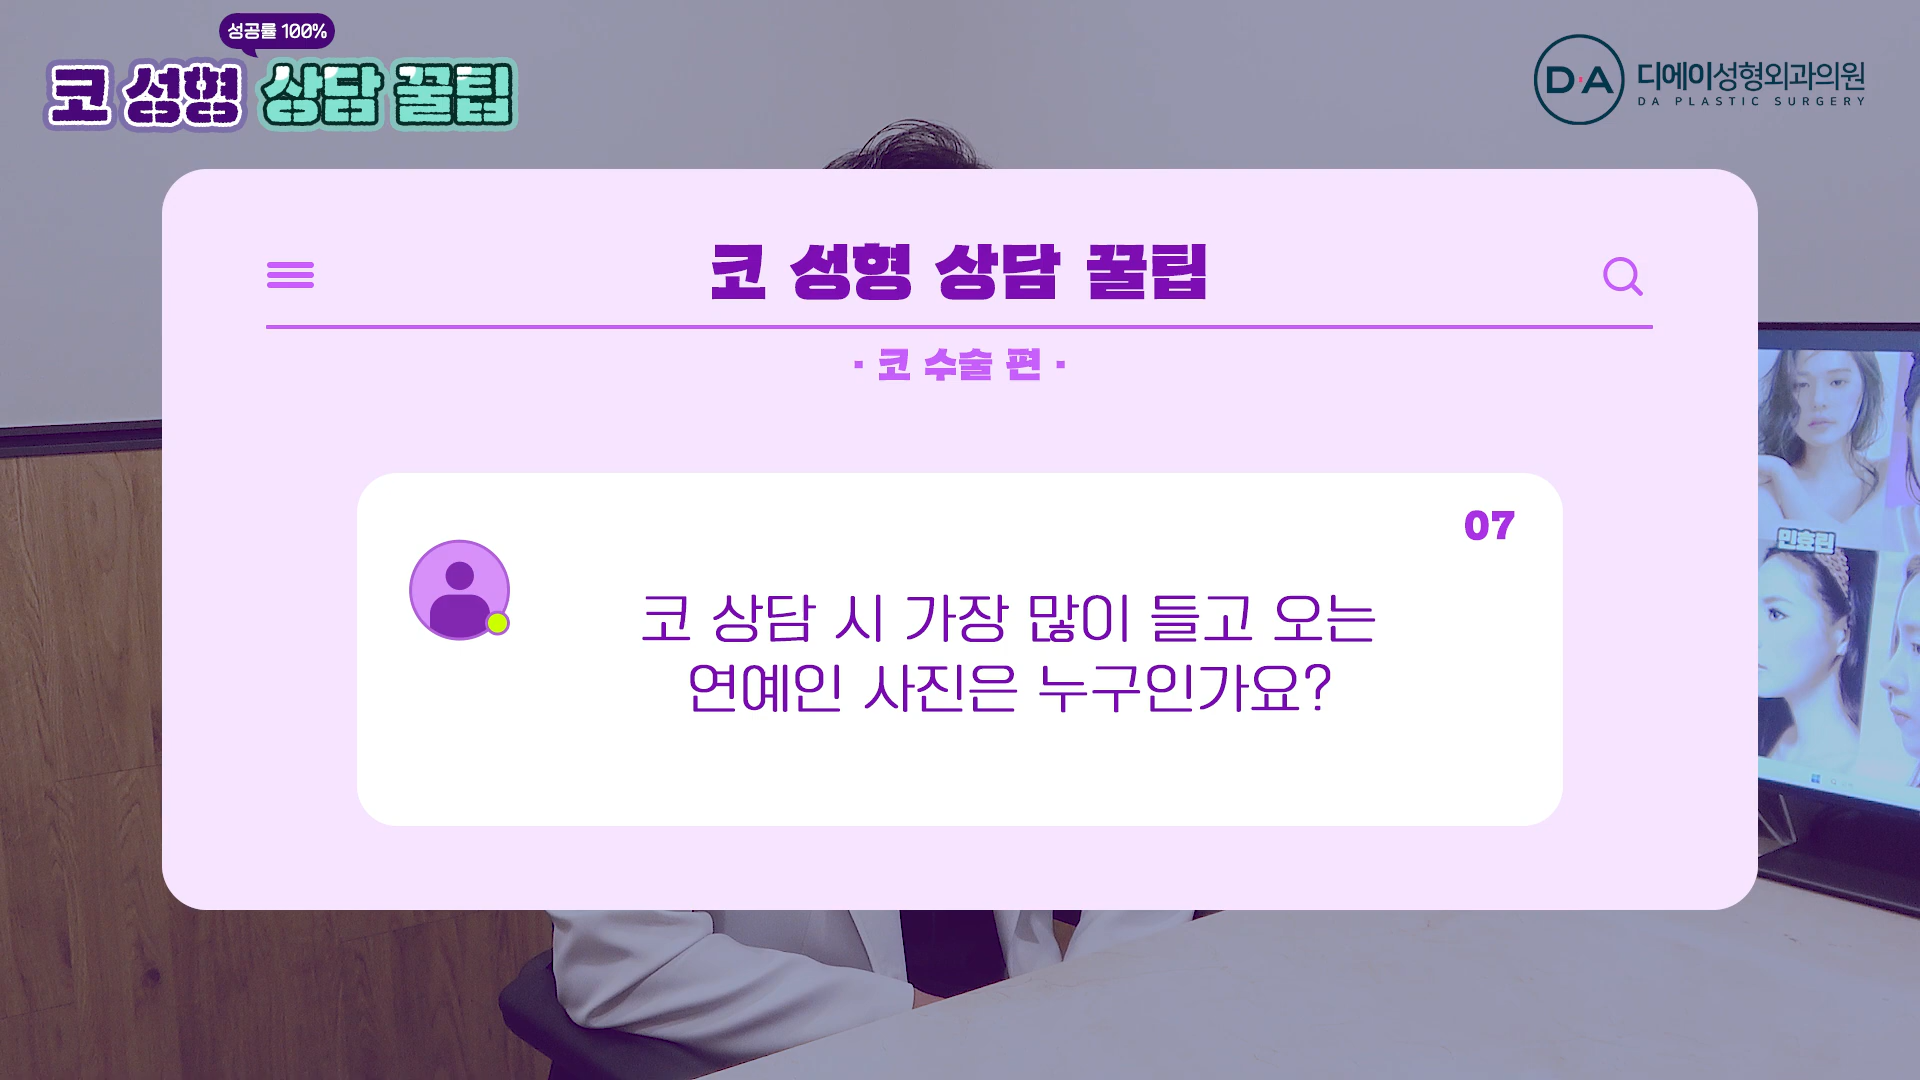 성공률 100%
코 성형 상담 꿀팁
D·A 디에이성형외과의원
DA PLASTIC SURGERY
코 성형 상담 꿀팁
· 코 수술 편 ·
07
코 상담 시 가장 많이 들고 오는
연예인 사진은 누구인가요?
민효린